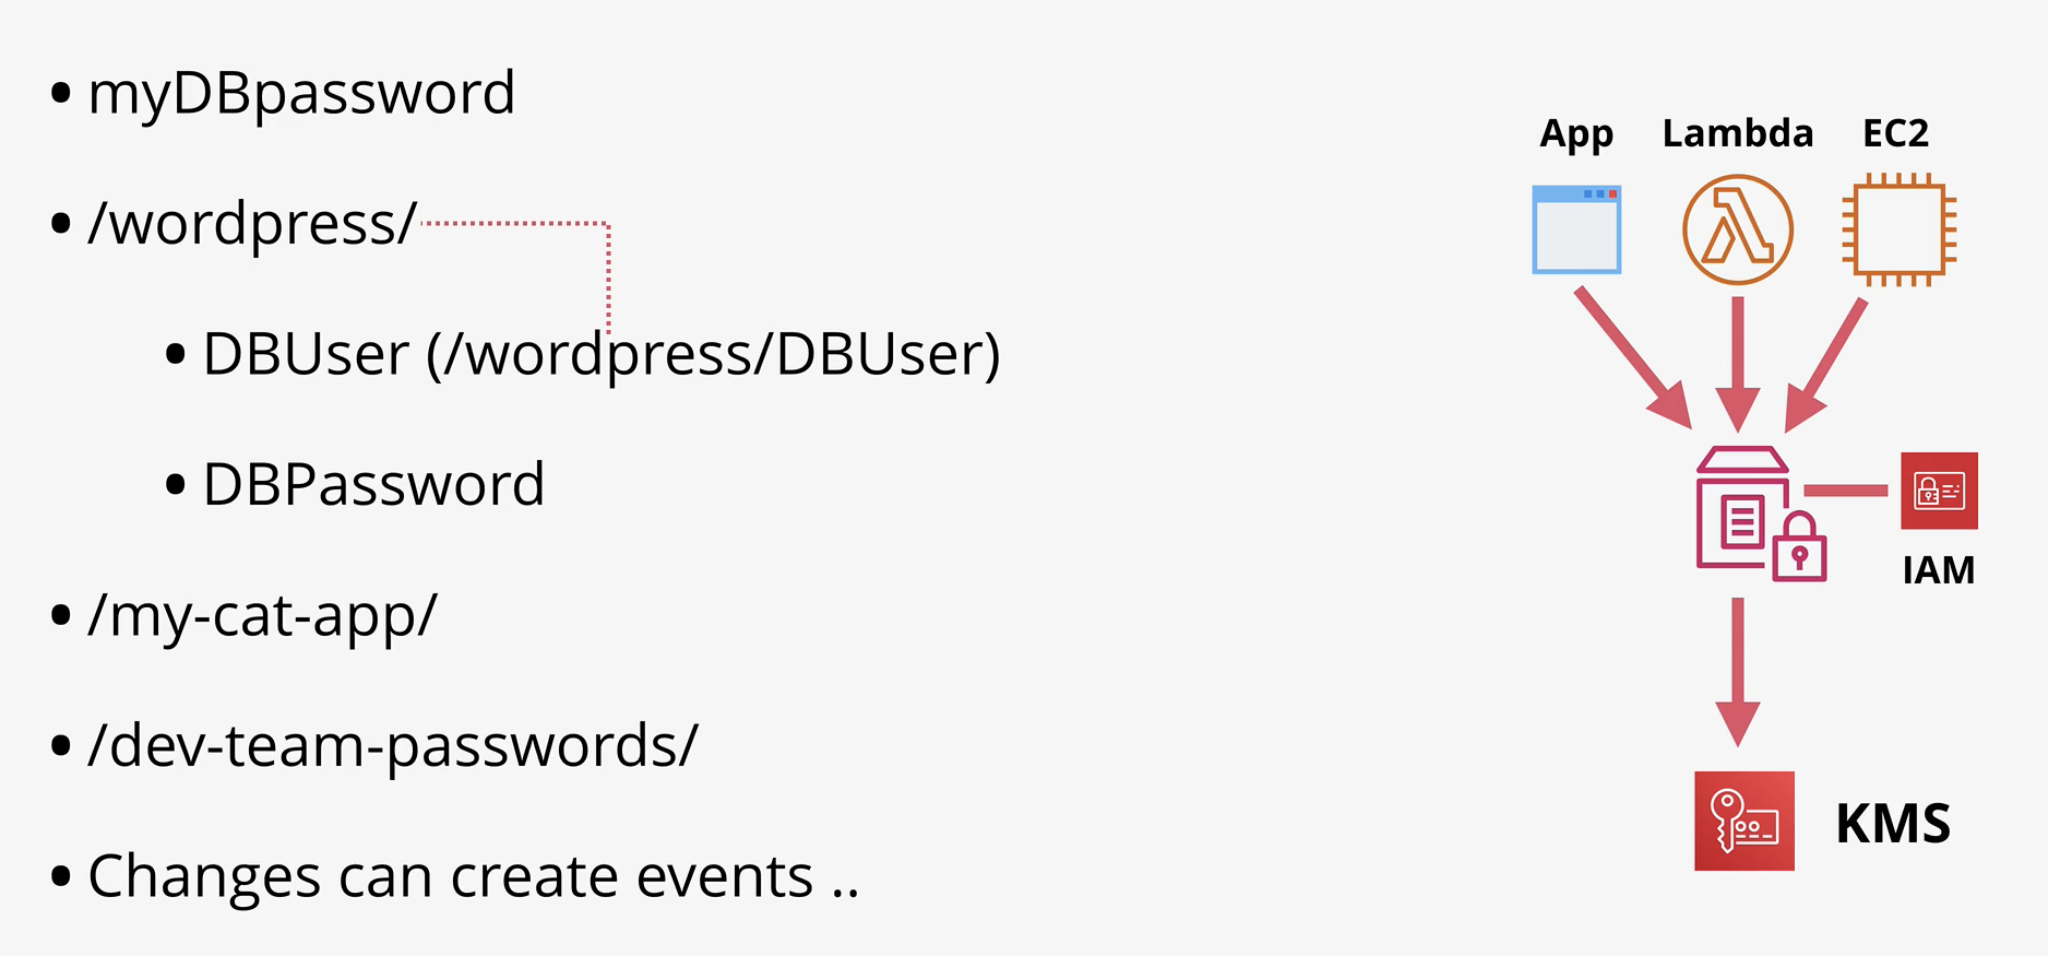 • myDBpassword
• /wordpress/
• DBUser (/wordpress/DBUser)
• DBPassword
• /my-cat-app/
• /dev-team-passwords/
• Changes can create events ..
App Lambda EC2
IAM
KMS